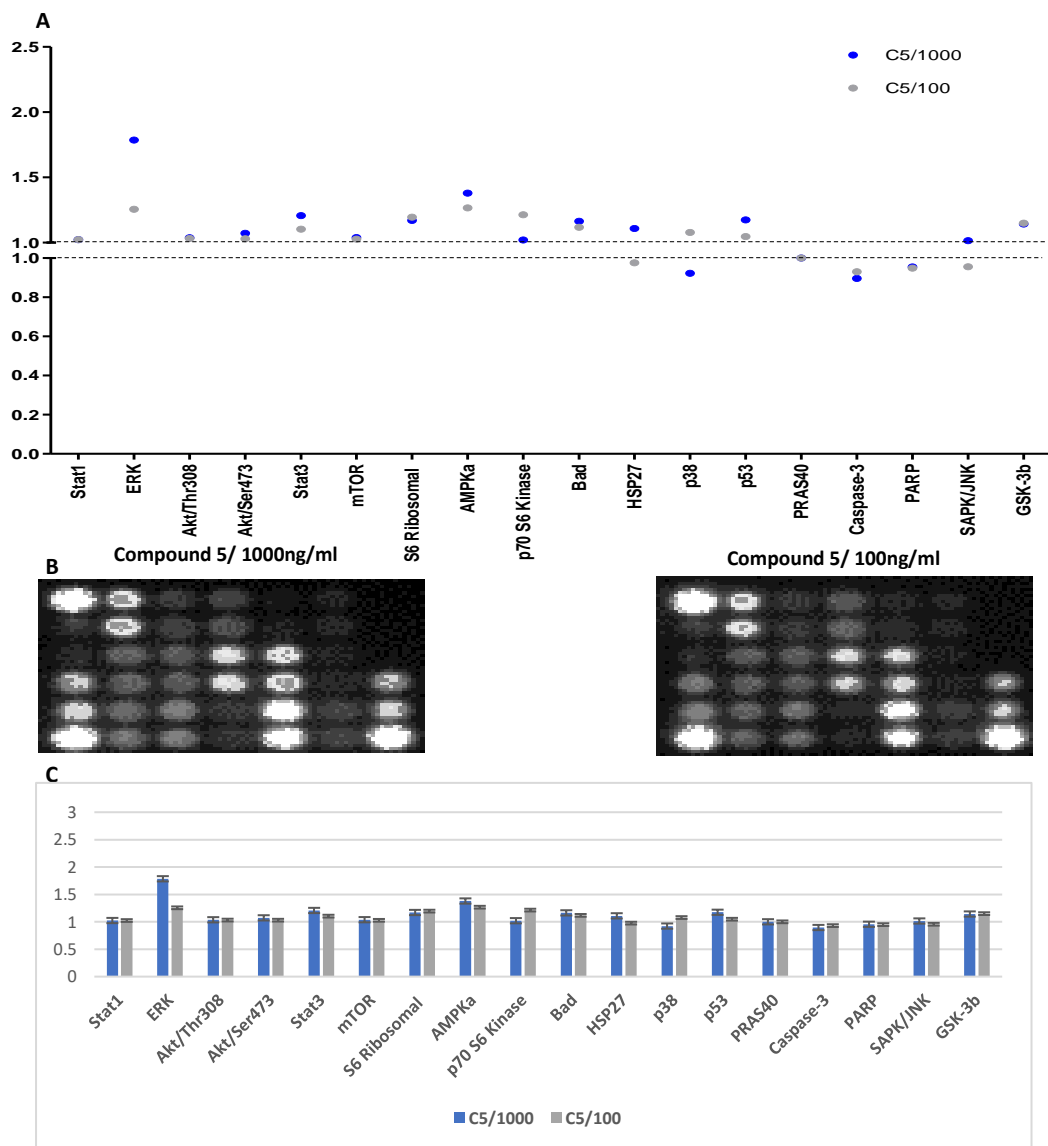 A
2.5
2.0
1.5
1.0
1.0
0.8
0.6
0.4
0.2
0.0
C5/1000
C5/100
Stat1
ERK
Akt/Thr308
Akt/Ser473
Stat3
mTOR
S6 Ribosomal
AMPKa
p70 S6 Kinase
Bad
HSP27
p38
p53
PRAS40
Caspase-3
PARP
SAPK/JNK
GSK-3b
B
Compound 5/ 1000ng/ml
Compound 5/ 100ng/ml
C
3
2.5
2
1.5
1
0.5
0
Stat1
ERK
Akt/Thr308
Akt/Ser473
Stat3
mTOR
S6 Ribosomal
AMPKa
p70 S6 Kinase
Bad
HSP27
p38
p53
PRAS40
Caspase-3
PARP
SAPK/JNK
GSK-3b
C5/1000
C5/100